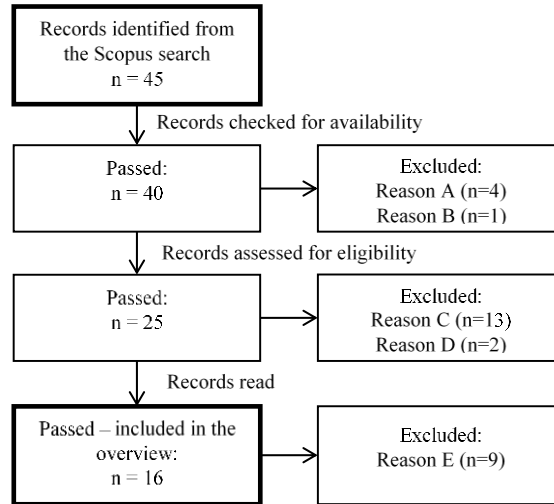 Records identified from
the Scopus search
n = 45
Records checked for availability
Passed:
n = 40
Excluded:
Reason A (n=4)
Reason B (n=1)
Records assessed for eligibility
Passed:
n = 25
Excluded:
Reason C (n=13)
Reason D (n=2)
Records read
Passed – included in the
overview:
n = 16
Excluded:
Reason E (n=9)